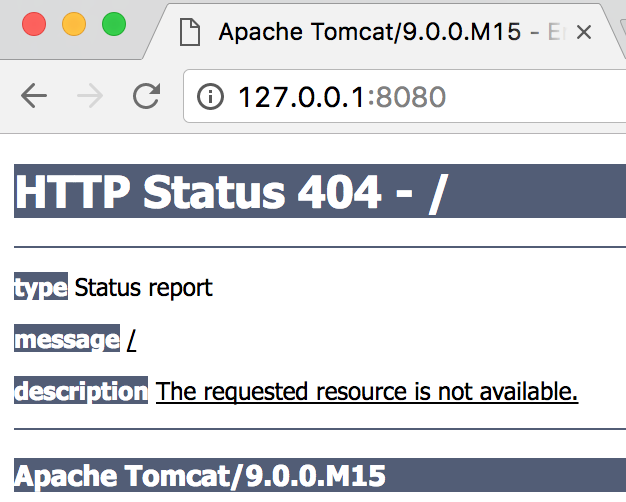 Apache Tomcat/9.0.0.M15 - E
127.0.0.1:8080
HTTP Status 404 - /
type Status report
message /
description The requested resource is not available.
Apache Tomcat/9.0.0.M15